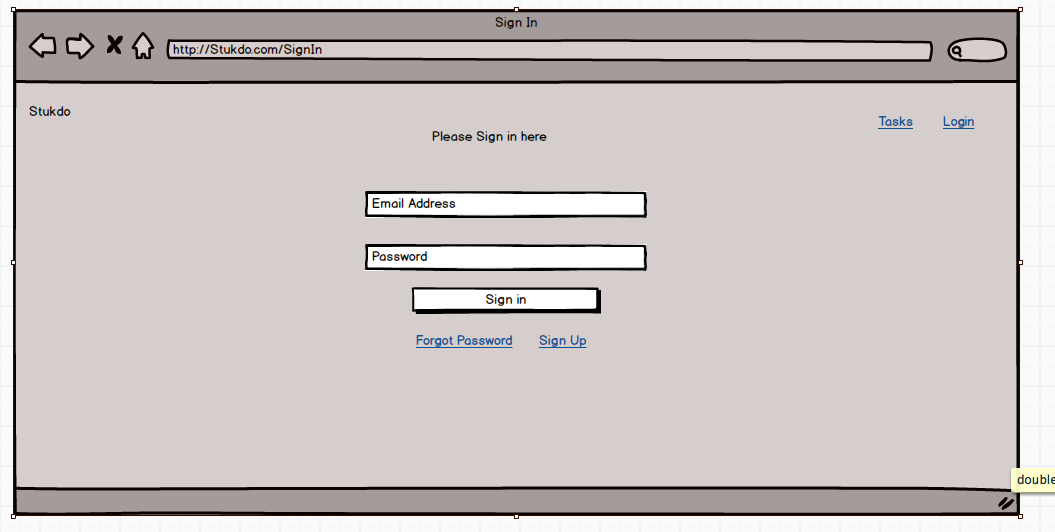 Sign In
http://Stukdo.com/SignIn
Stukdo
Tasks Login
Please Sign in here
Email Address
Password
Sign in
Forgot Password Sign Up
double